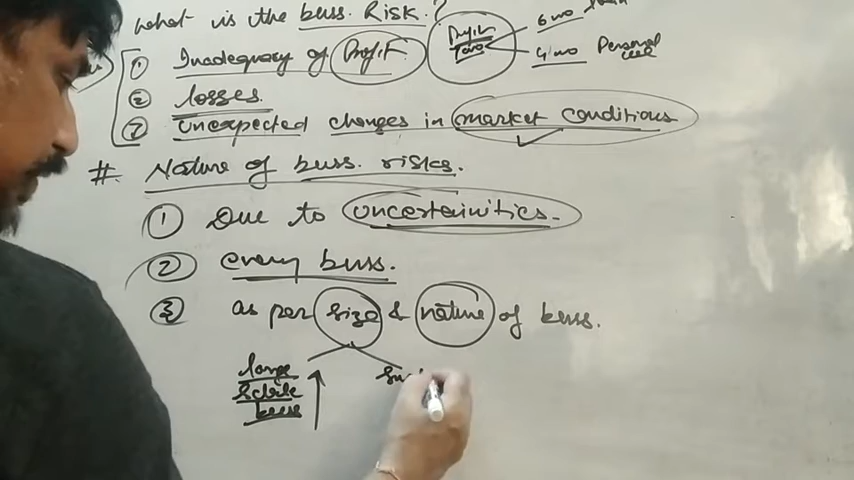 what is the buss. Risk.?
① Inadequacy of Profit.
② losses.
③ unexpected changes in market conditions
Personal
#. Nature of buss. risks.
① Due to uncertainities.
② every buss.
③ as per size & nature of buss.
large
Scale
buss